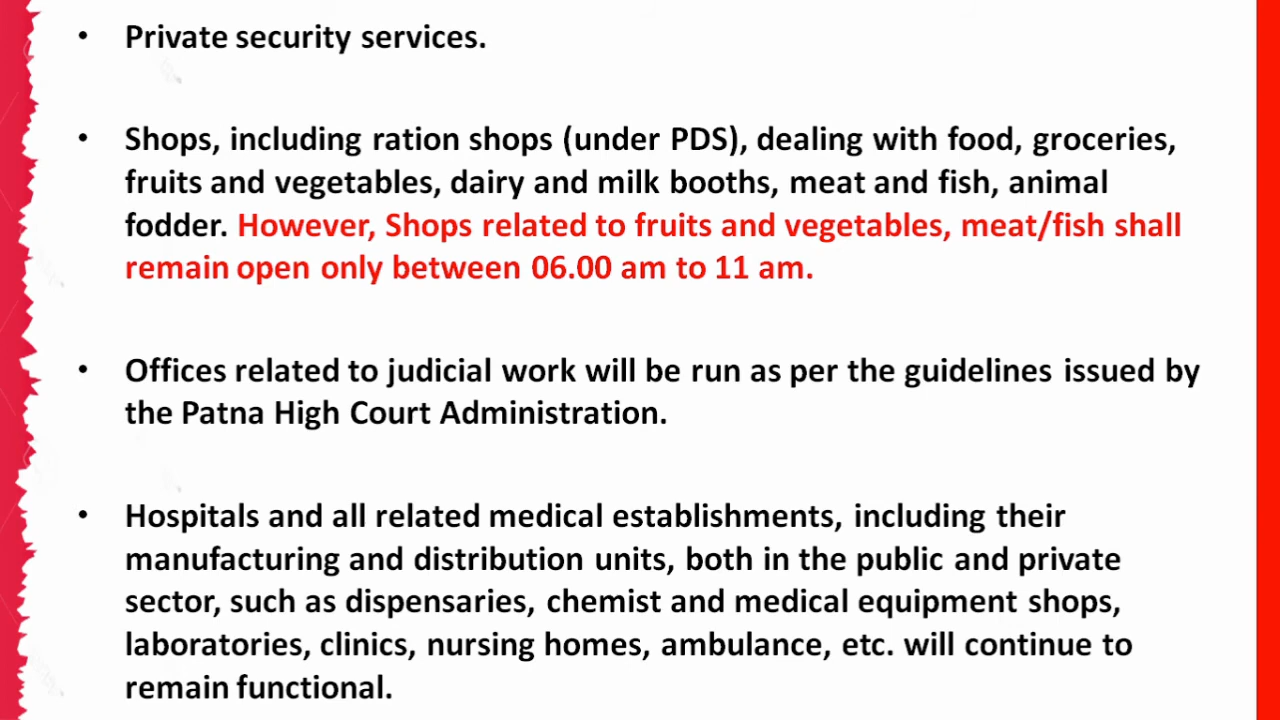 • Private security services.
• Shops, including ration shops (under PDS), dealing with food, groceries,
fruits and vegetables, dairy and milk booths, meat and fish, animal
fodder. However, Shops related to fruits and vegetables, meat/fish shall
remain open only between 06.00 am to 11 am.
• Offices related to judicial work will be run as per the guidelines issued by
the Patna High Court Administration.
• Hospitals and all related medical establishments, including their
manufacturing and distribution units, both in the public and private
sector, such as dispensaries, chemist and medical equipment shops,
laboratories, clinics, nursing homes, ambulance, etc. will continue to
remain functional.